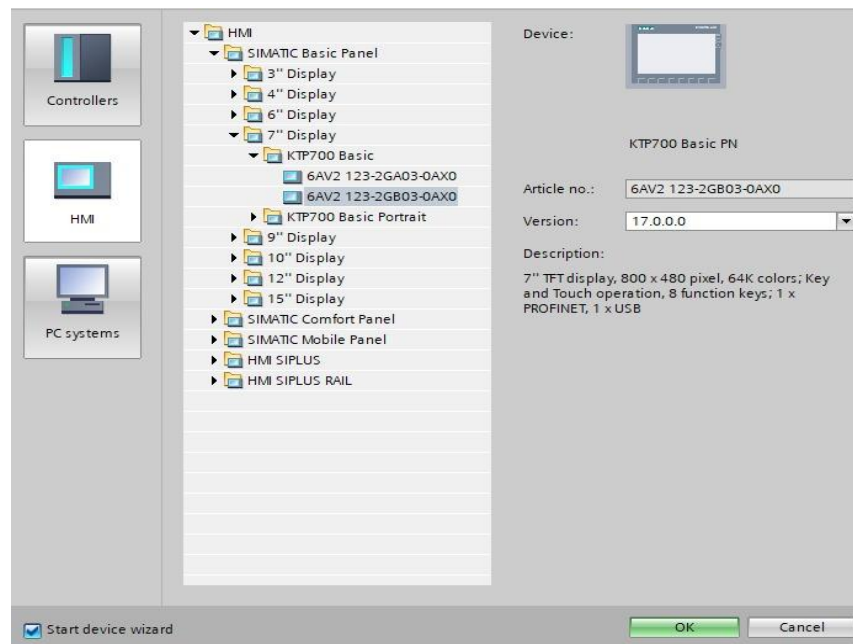 Controllers
HMI
PC systems
HMI
SIMATIC Basic Panel
3'' Display
4'' Display
6'' Display
7'' Display
KTP700 Basic
6AV2 123-2GA03-0AX0
6AV2 123-2GB03-0AX0
KTP700 Basic Portrait
9'' Display
10'' Display
12'' Display
15'' Display
SIMATIC Comfort Panel
SIMATIC Mobile Panel
HMI SIPLUS
HMI SIPLUS RAIL
Device:
KTP700 Basic PN
Article no.: 6AV2 123-2GB03-0AX0
Version: 17.0.0.0
Description:
7'' TFT display, 800 x 480 pixel, 64K colors; Key
and Touch operation, 8 function keys; 1 x
PROFINET, 1 x USB
Start device wizard
OK
Cancel